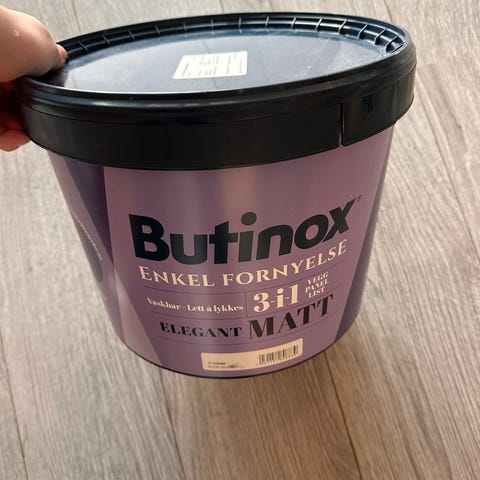 Butinox
ENKEL FORNYELSE
Vaskbar - Lett å lykkes
3-i-1
VEGG
PANEL
LIST
ELEGANT MATT